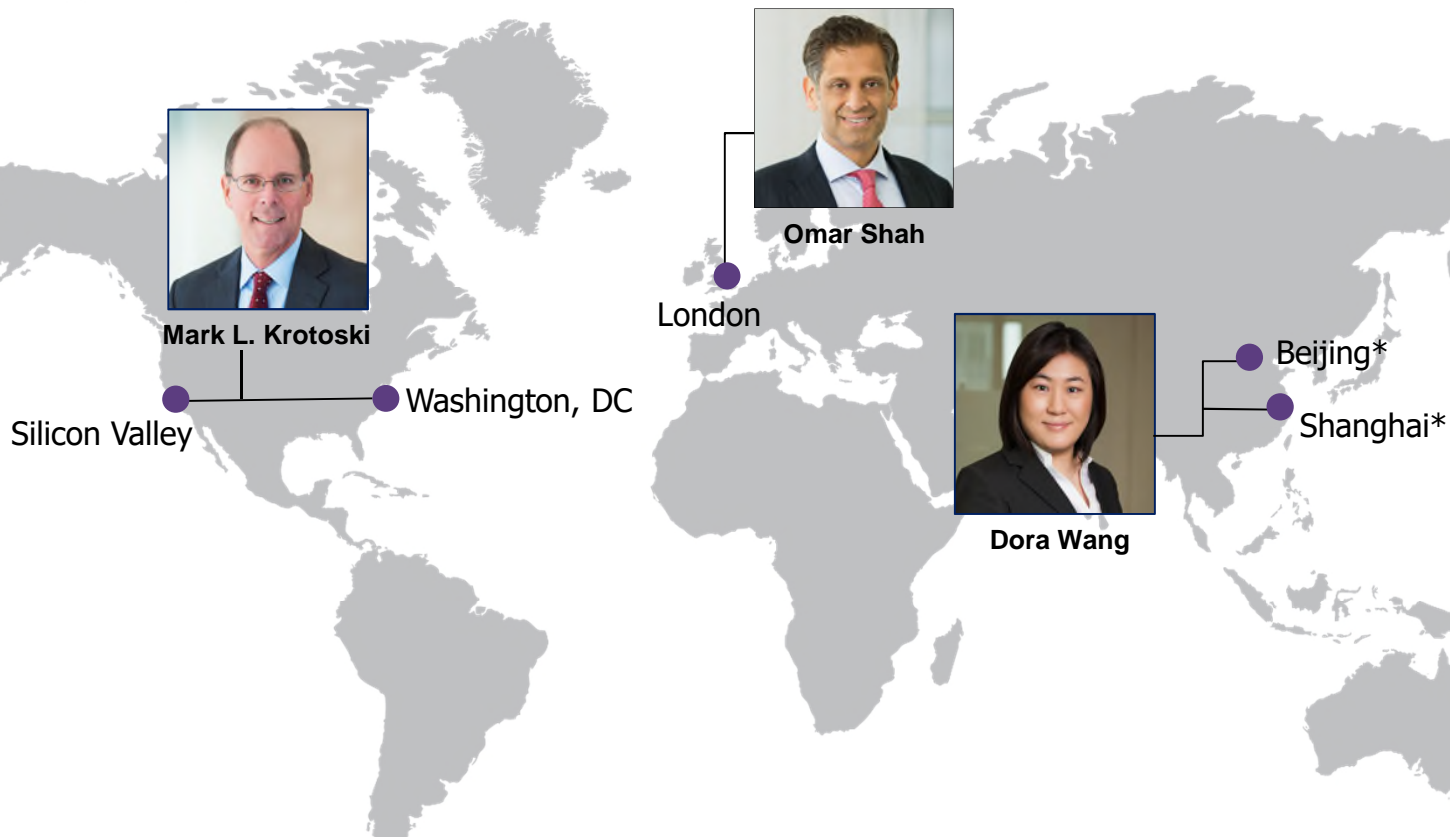 Omar Shah
London
Mark L. Krotoski
Silicon Valley
Washington, DC
Beijing*
Shanghai*
Dora Wang